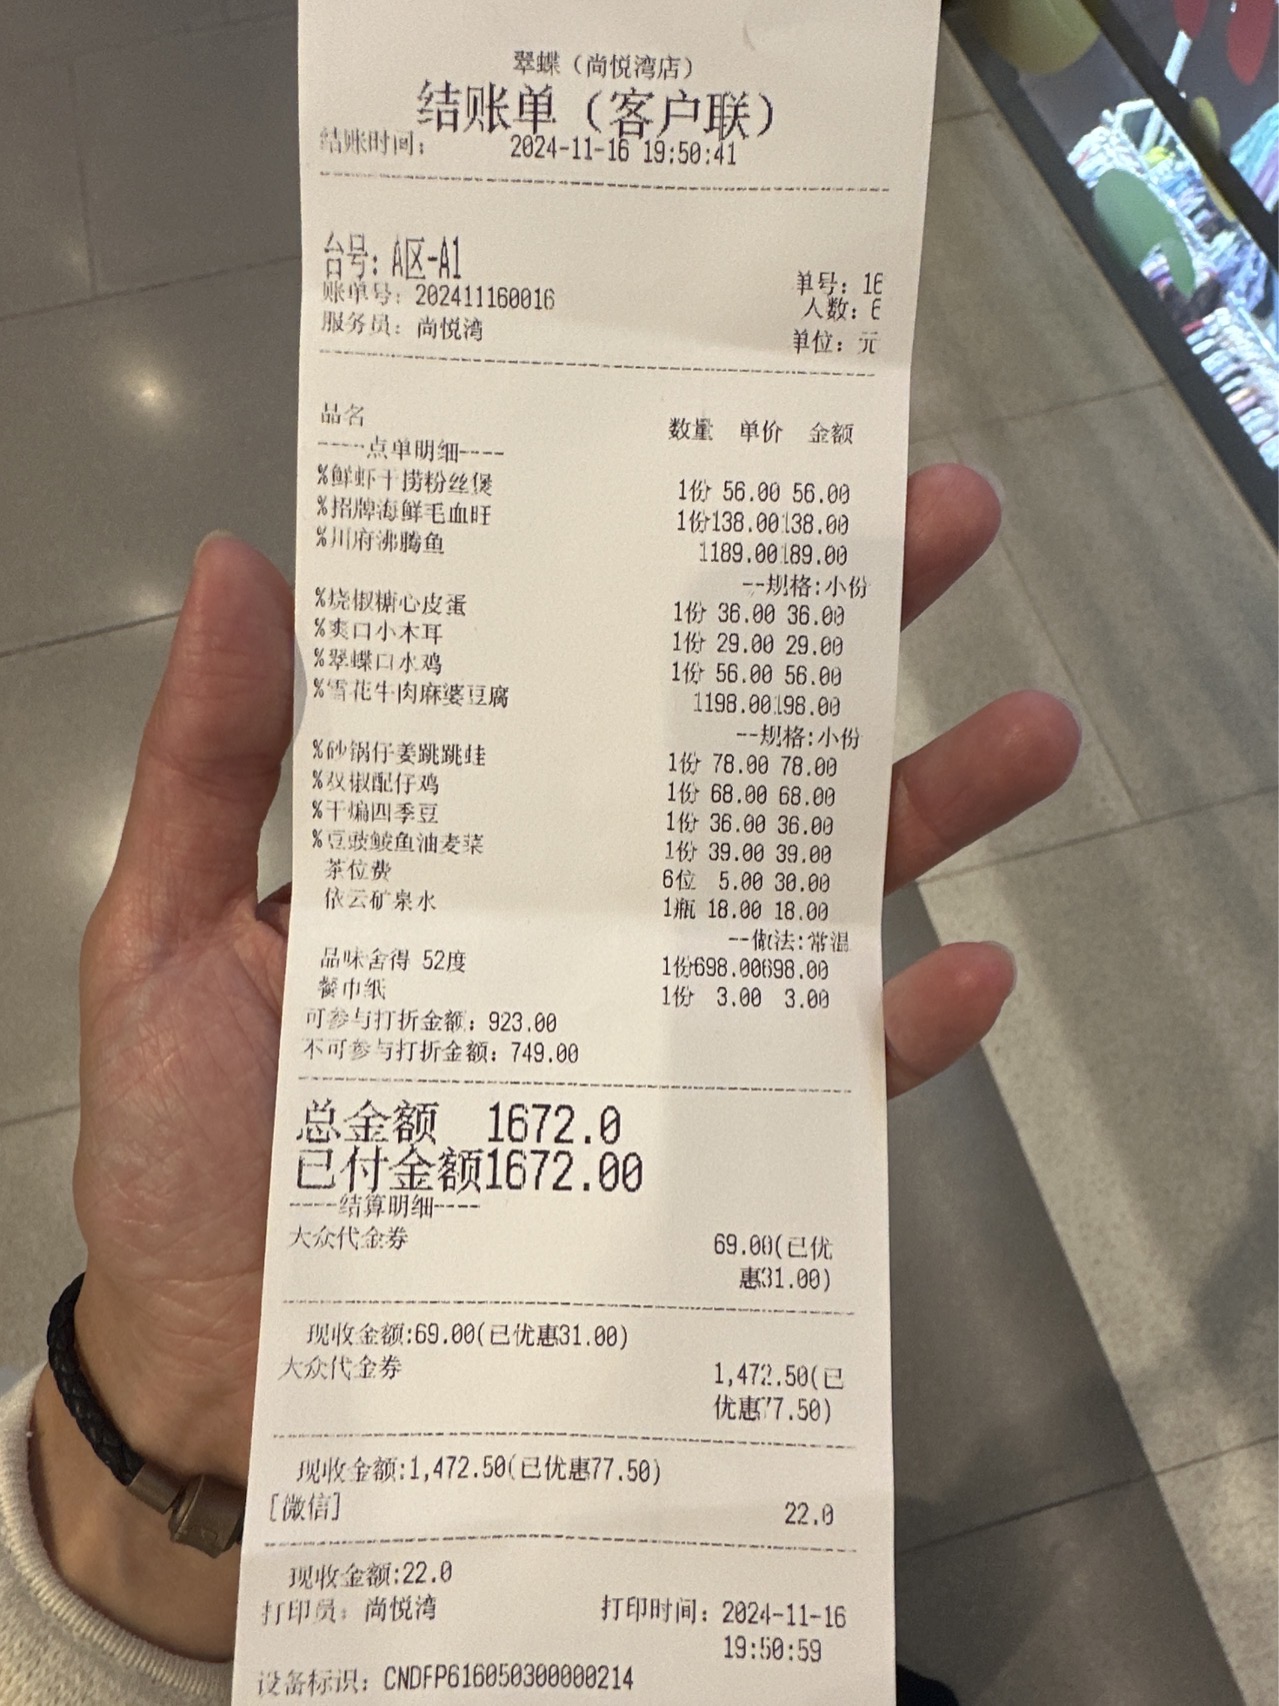 翠蝶（尚悦湾店）
结账单（客户联）
结账时间： 2024-11-16 19:50:41
台号：A区-A1
单号：16
账单号：202411160016
人数：6
服务员：尚悦湾
单位：元
品名 数量 单价 金额
----点单明细----
%鲜虾干捞粉丝煲 1份 56.00 56.00
%招牌海鲜毛血旺 1份138.00138.00
%川府沸腾鱼 1189.00189.00
--规格:小份
%烧椒糖心皮蛋 1份 36.00 36.00
%爽口小木耳 1份 29.00 29.00
%翠蝶口水鸡 1份 56.00 56.00
%雪花牛肉麻婆豆腐 1198.00198.00
--规格:小份
%砂锅仔姜跳跳蛙 1份 78.00 78.00
%双椒配仔鸡 1份 68.00 68.00
%干煸四季豆 1份 36.00 36.00
%豆豉鲮鱼油麦菜 1份 39.00 39.00
茶位费 6位 5.00 30.00
依云矿泉水 1瓶 18.00 18.00
--做法:常温
品味舍得 52度 1份698.00698.00
餐巾纸 1份 3.00 3.00
可参与打折金额：923.00
不可参与打折金额：749.00
总金额 1672.0
已付金额1672.00
----结算明细----
大众代金券 69.00(已优
惠31.00)
现收金额:69.00(已优惠31.00)
大众代金券 1,472.50(已
优惠77.50)
现收金额:1,472.50(已优惠77.50)
[微信] 22.0
现收金额:22.0
打印员：尚悦湾 打印时间：2024-11-16
19:50:59
设备标识：CNDFP616050300000214